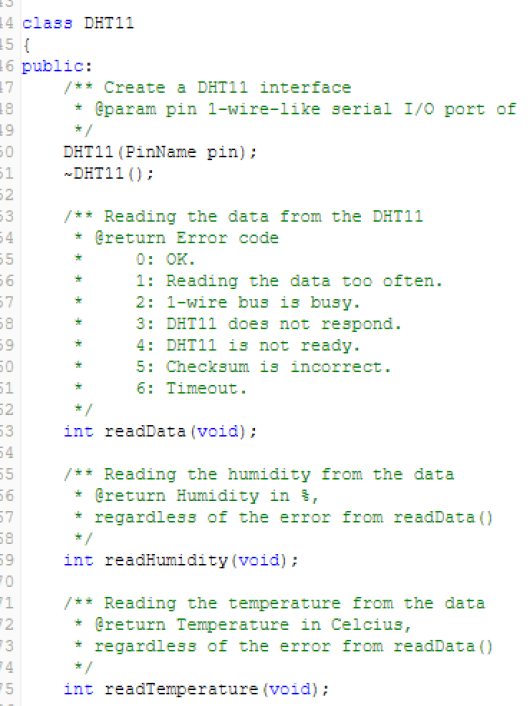 44 class DHT11
45 {
46 public:
47 /** Create a DHT11 interface
48 * @param pin 1-wire-like serial I/O port of
49 */
50 DHT11(PinName pin);
51 ~DHT11();
52
53 /** Reading the data from the DHT11
54 * @return Error code
55 * 0: OK.
56 * 1: Reading the data too often.
57 * 2: 1-wire bus is busy.
58 * 3: DHT11 does not respond.
59 * 4: DHT11 is not ready.
60 * 5: Checksum is incorrect.
61 * 6: Timeout.
62 */
63 int readData(void);
64
65 /** Reading the humidity from the data
66 * @return Humidity in %,
67 * regardless of the error from readData()
68 */
69 int readHumidity(void);
70
71 /** Reading the temperature from the data
72 * @return Temperature in Celcius,
73 * regardless of the error from readData()
74 */
75 int readTemperature(void);